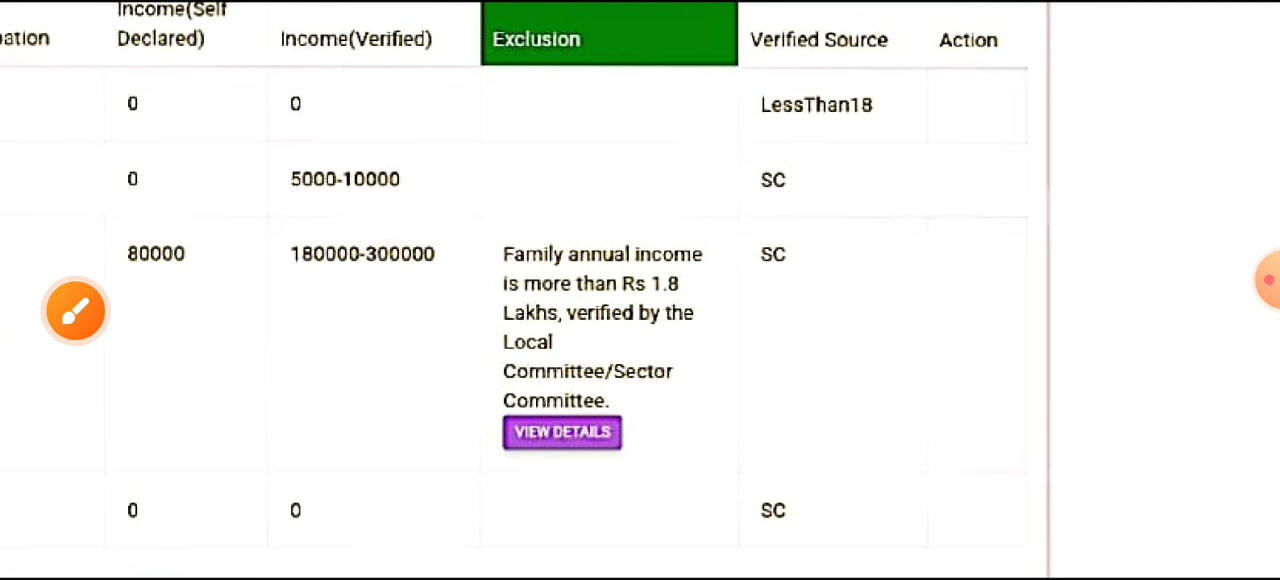 Income(Self
Declared)
Income(Verified)
Exclusion
Verified Source
Action
0
0
LessThan18
0
5000-10000
SC
80000
180000-300000
Family annual income
is more than Rs 1.8
Lakhs, verified by the
Local
Committee/Sector
Committee.
VIEW DETAILS
SC
0
0
SC